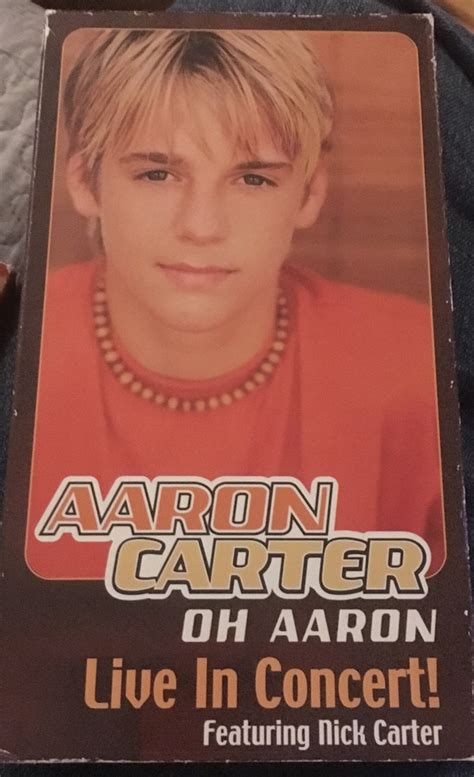 AARON
CARTER
OH AARON
Live In Concert!
Featuring Nick Carter